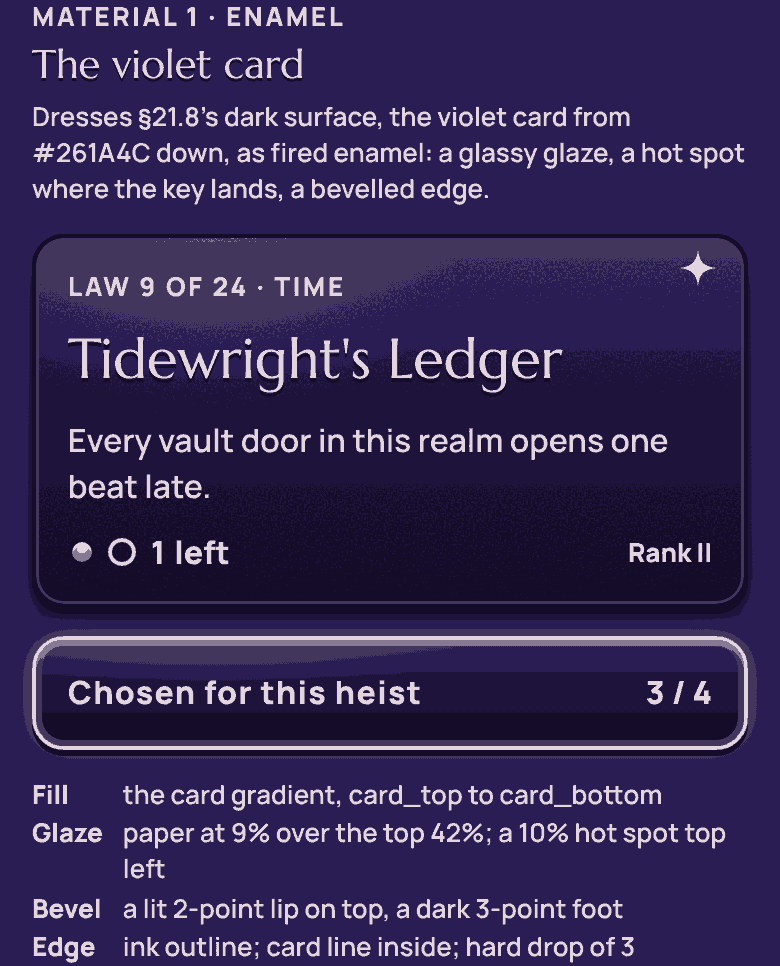 MATERIAL 1 · ENAMEL
The violet card
Dresses §21.8’s dark surface, the violet card from
#261A4C down, as fired enamel: a glassy glaze, a hot spot
where the key lands, a bevelled edge.
LAW 9 OF 24 · TIME
Tidewright's Ledger
Every vault door in this realm opens one
beat late.
1 left
Rank II
Chosen for this heist
3 / 4
Fill the card gradient, card_top to card_bottom
Glaze paper at 9% over the top 42%; a 10% hot spot top
left
Bevel a lit 2-point lip on top, a dark 3-point foot
Edge ink outline; card line inside; hard drop of 3